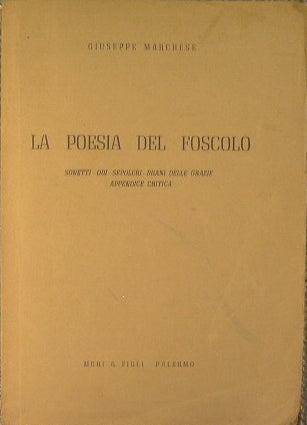 GIUSEPPE MARCHESE
LA POESIA DEL FOSCOLO
SONETTI - ODI - SEPOLCRI - BRANI DELLE GRAZIE
APPENDICE CRITICA
MORI & FIGLI - PALERMO